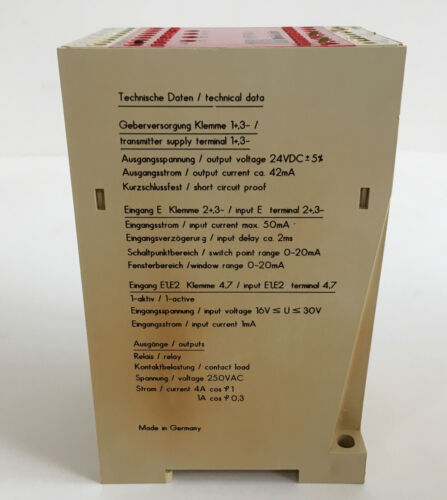 Technische Daten / technical data
Geberversorgung Klemme 1+,3- /
transmitter supply terminal 1+,3-
Ausgangsspannung / output voltage 24VDC ± 5%
Ausgangsstrom / output current ca. 42mA
Kurzschlussfest / short circuit proof
Eingang E Klemme 2+,3- / input E terminal 2+,3-
Eingangsstrom / input current max. 50mA
Eingangsverzögerung / input delay ca. 2ms
Schaltpunktbereich / switch point range 0-20mA
Fensterbereich /window range 0-20mA
Eingang E1,E2 Klemme 4,7 / input E1,E2 terminal 4,7
1-aktiv / 1-active
Eingangsspannung / input voltage 16V ≤ U ≤ 30V
Eingangsstrom / input current 1mA
Ausgänge / outputs
Relais / relay
Kontaktbelastung / contact load
Spannung / voltage 250VAC
Strom / current 4A cos φ 1
1A cos φ 0,3
Made in Germany